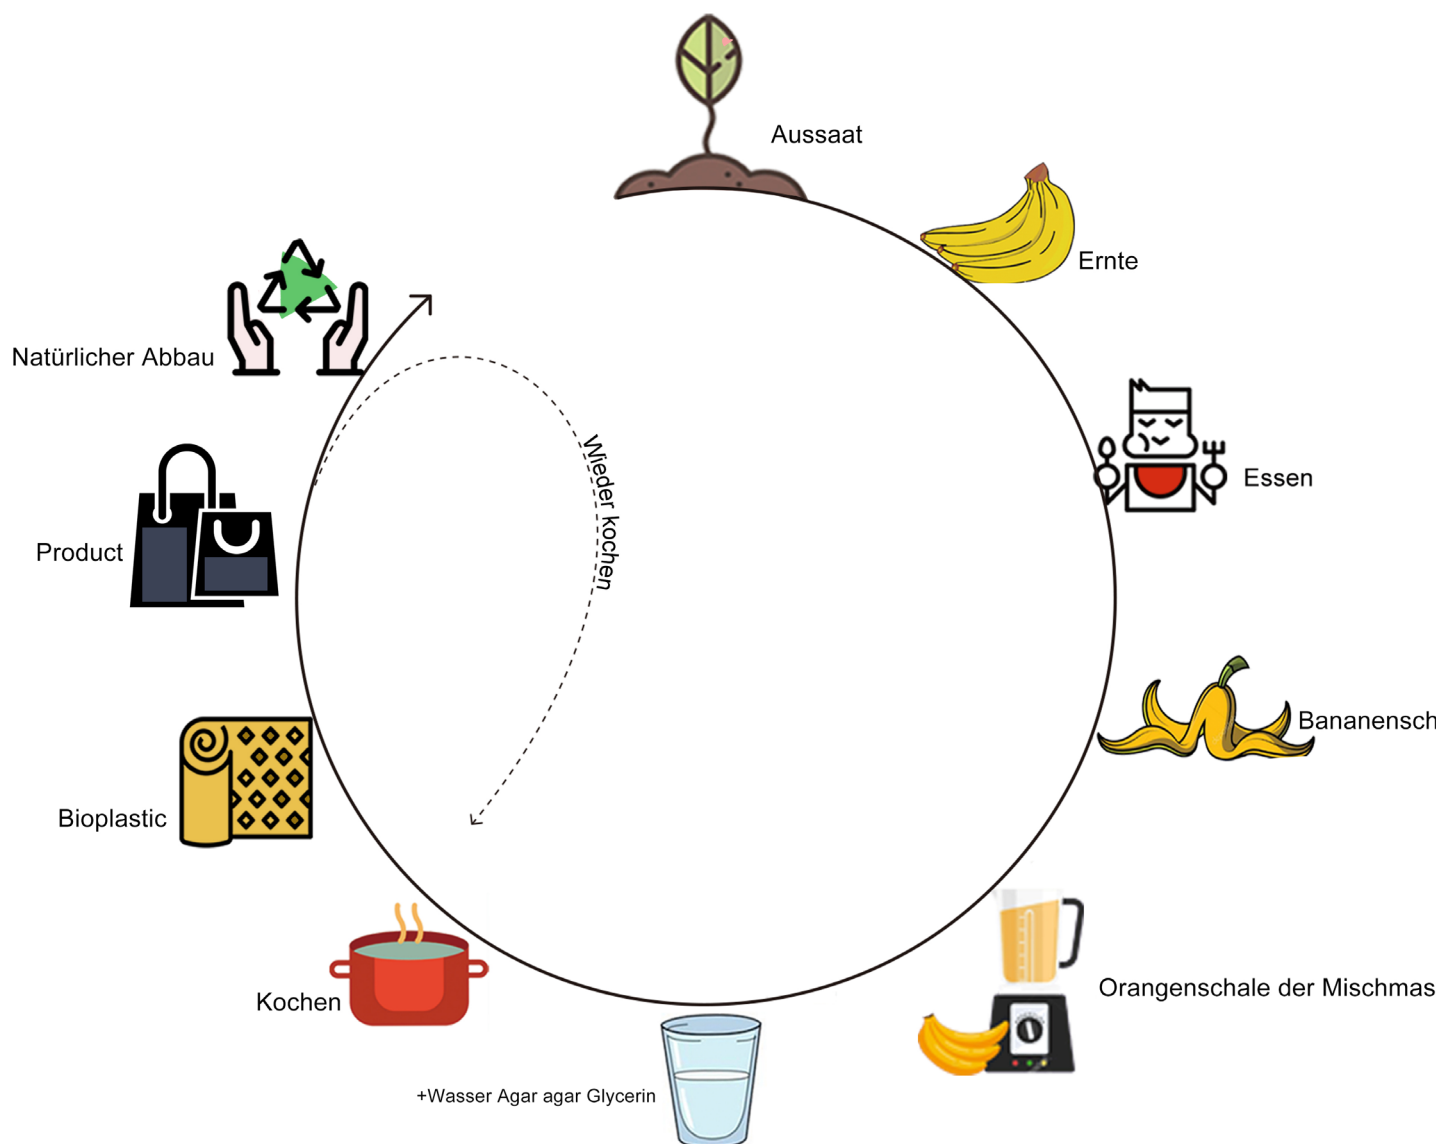 Aussaat
Ernte
Essen
Bananensch
Orangenschale der Mischmas
+Wasser Agar agar Glycerin
Kochen
Bioplastic
Product
Natürlicher Abbau
Wieder kochen